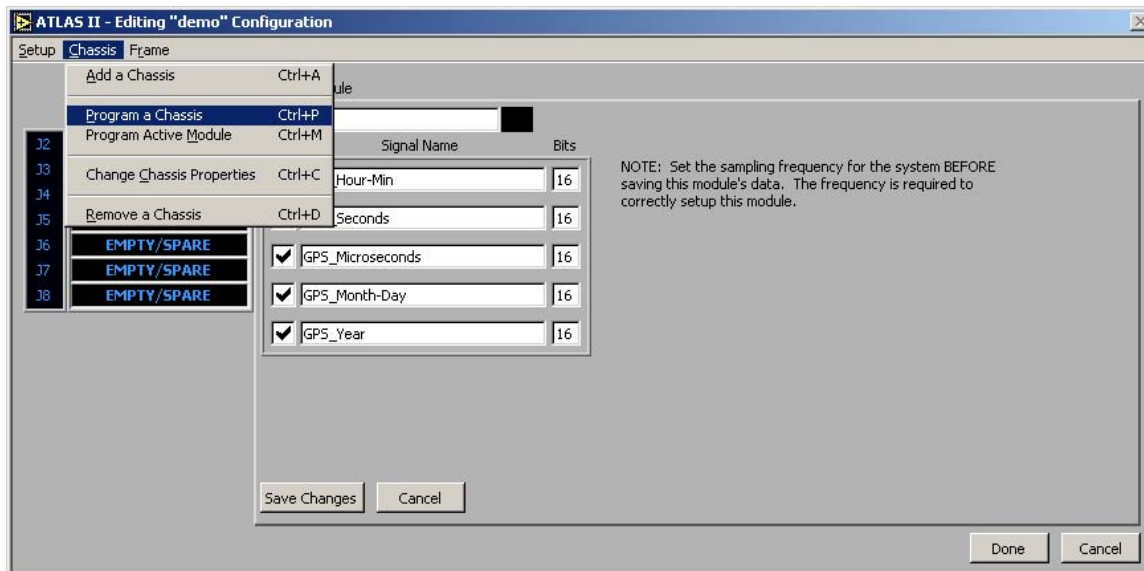 ATLAS II - Editing "demo" Configuration
Setup Chassis Frame
Add a Chassis Ctrl+A
Program a Chassis Ctrl+P
Program Active Module Ctrl+M
Change Chassis Properties Ctrl+C
Remove a Chassis Ctrl+D
ule
J2
J3
J4
J5
J6 EMPTY/SPARE
J7 EMPTY/SPARE
J8 EMPTY/SPARE
Signal Name Bits
_Hour-Min 16
_Seconds 16
GPS_Microseconds 16
GPS_Month-Day 16
GPS_Year 16
NOTE: Set the sampling frequency for the system BEFORE
saving this module's data. The frequency is required to
correctly setup this module.
Save Changes Cancel
Done Cancel